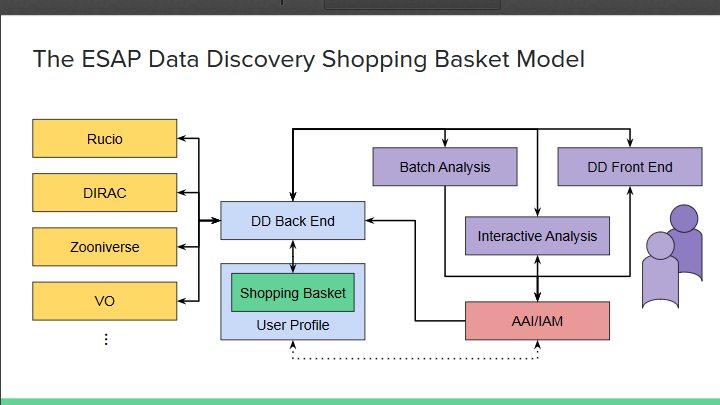 The ESAP Data Discovery Shopping Basket Model
Rucio
DIRAC
Zooniverse
VO
DD Back End
Shopping Basket
User Profile
Batch Analysis
DD Front End
Interactive Analysis
AAI/IAM